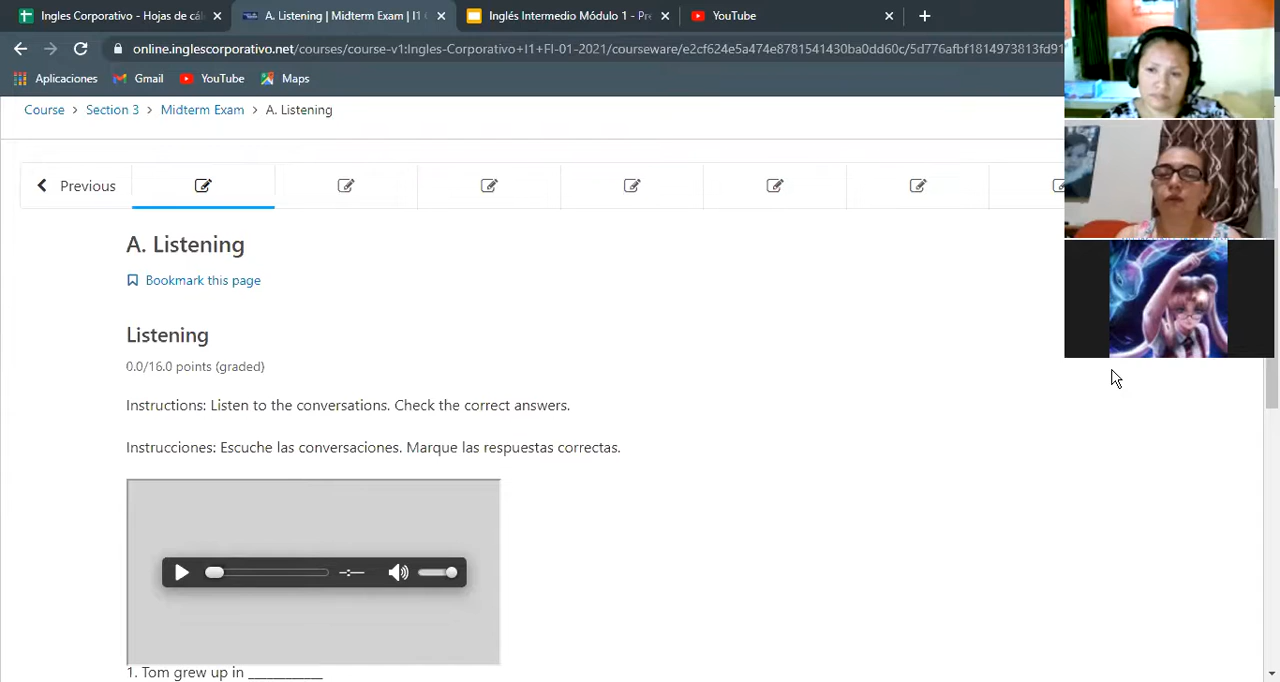 Ingles Corporativo - Hojas de cál
A. Listening | Midterm Exam | I1
Inglés Intermedio Módulo 1 - Pre
YouTube
online.inglescorporativo.net/courses/course-v1:Ingles-Corporativo+I1+FI-01-2021/courseware/e2cf624e5a474e8781541430ba0dd60c/5d776afbf1814973813fd91
Aplicaciones
Gmail
YouTube
Maps
Course > Section 3 > Midterm Exam > A. Listening
Previous
A. Listening
Bookmark this page
Listening
0.0/16.0 points (graded)
Instructions: Listen to the conversations. Check the correct answers.
Instrucciones: Escuche las conversaciones. Marque las respuestas correctas.
-:-
1. Tom grew up in ____________